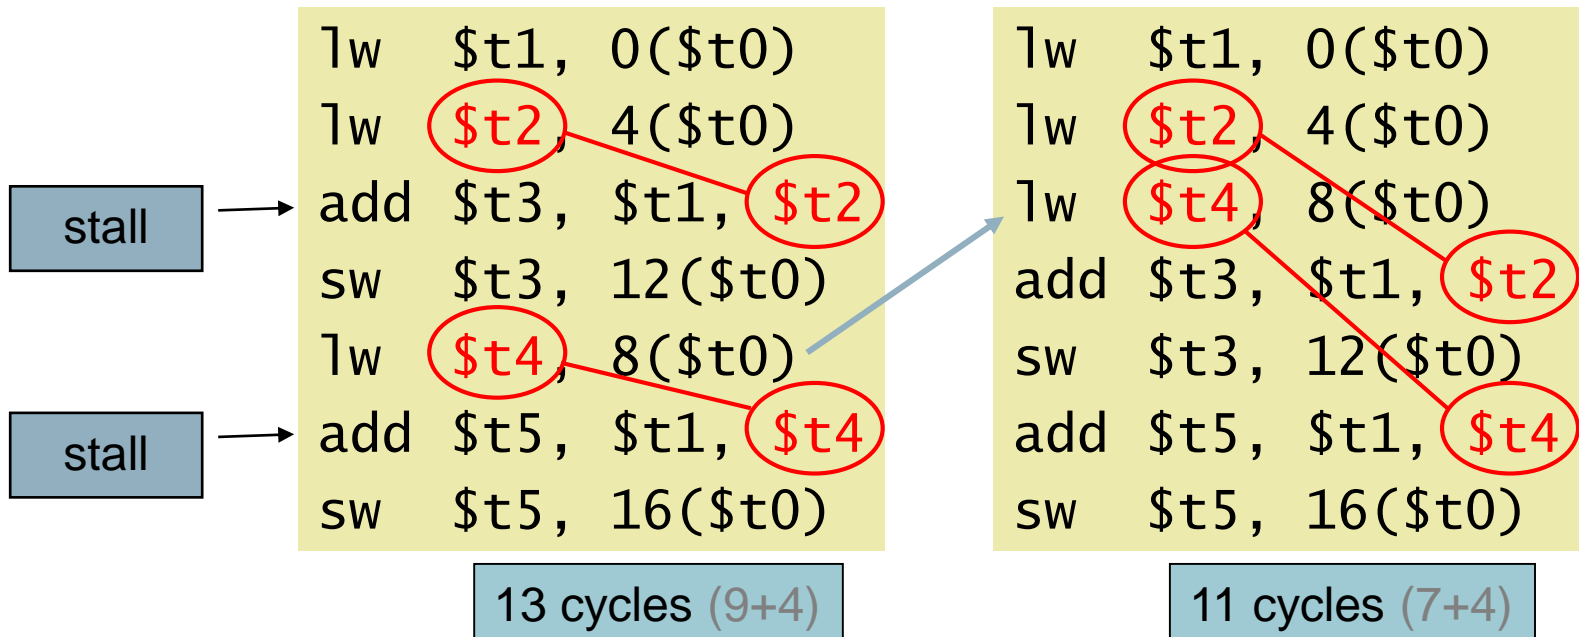 lw $t1, 0($t0)
lw $t2, 4($t0)
add $t3, $t1, $t2
sw $t3, 12($t0)
lw $t4, 8($t0)
add $t5, $t1, $t4
sw $t5, 16($t0)
stall
stall
13 cycles (9+4)
lw $t1, 0($t0)
lw $t2, 4($t0)
lw $t4, 8($t0)
add $t3, $t1, $t2
sw $t3, 12($t0)
add $t5, $t1, $t4
sw $t5, 16($t0)
11 cycles (7+4)